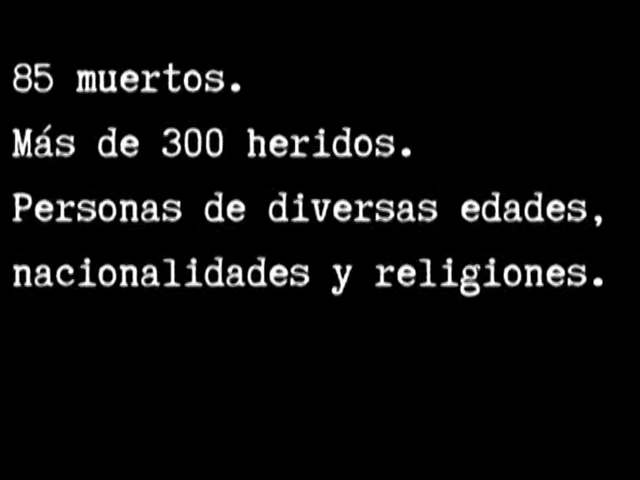 85 muertos.
Más de 300 heridos.
Personas de diversas edades,
nacionalidades y religiones.